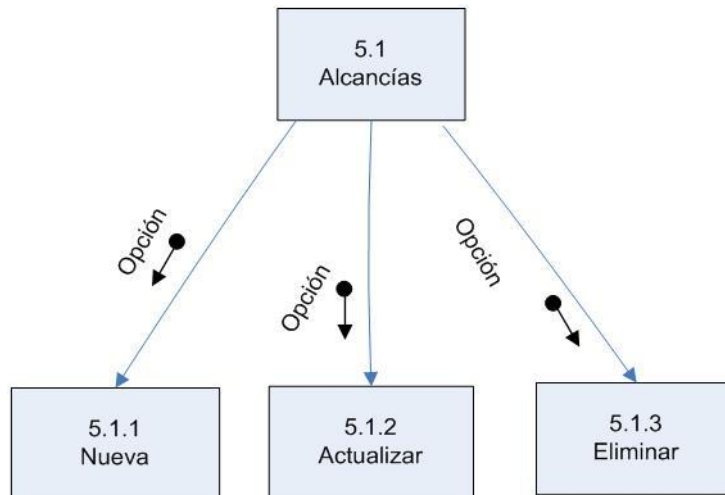 5.1
Alcancías
Opción
Opción
Opción
5.1.1
Nueva
5.1.2
Actualizar
5.1.3
Eliminar